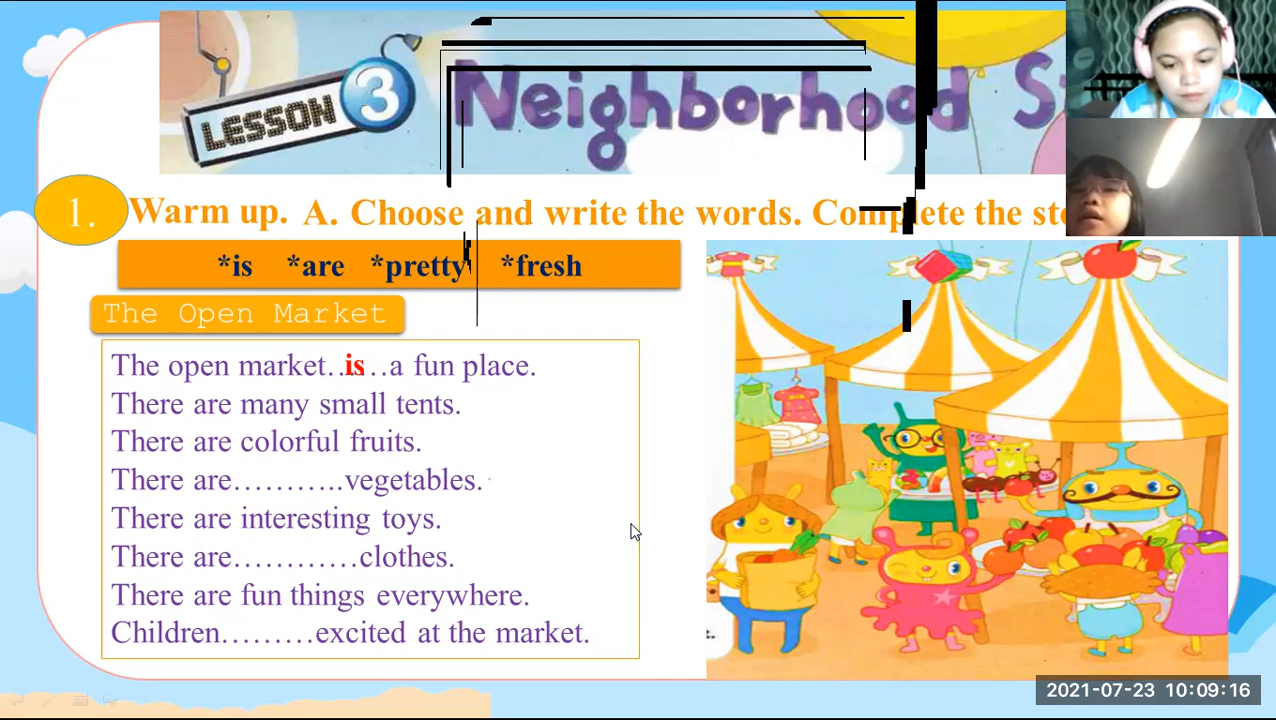 LESSON 3 Neighborhood
1. Warm up. A. Choose and write the words. Complete the
*is *are *pretty *fresh
The Open Market
The open market..is..a fun place.
There are many small tents.
There are colorful fruits.
There are………..vegetables.
There are interesting toys.
There are…………clothes.
There are fun things everywhere.
Children………excited at the market.
2021-07-23 10:09:16